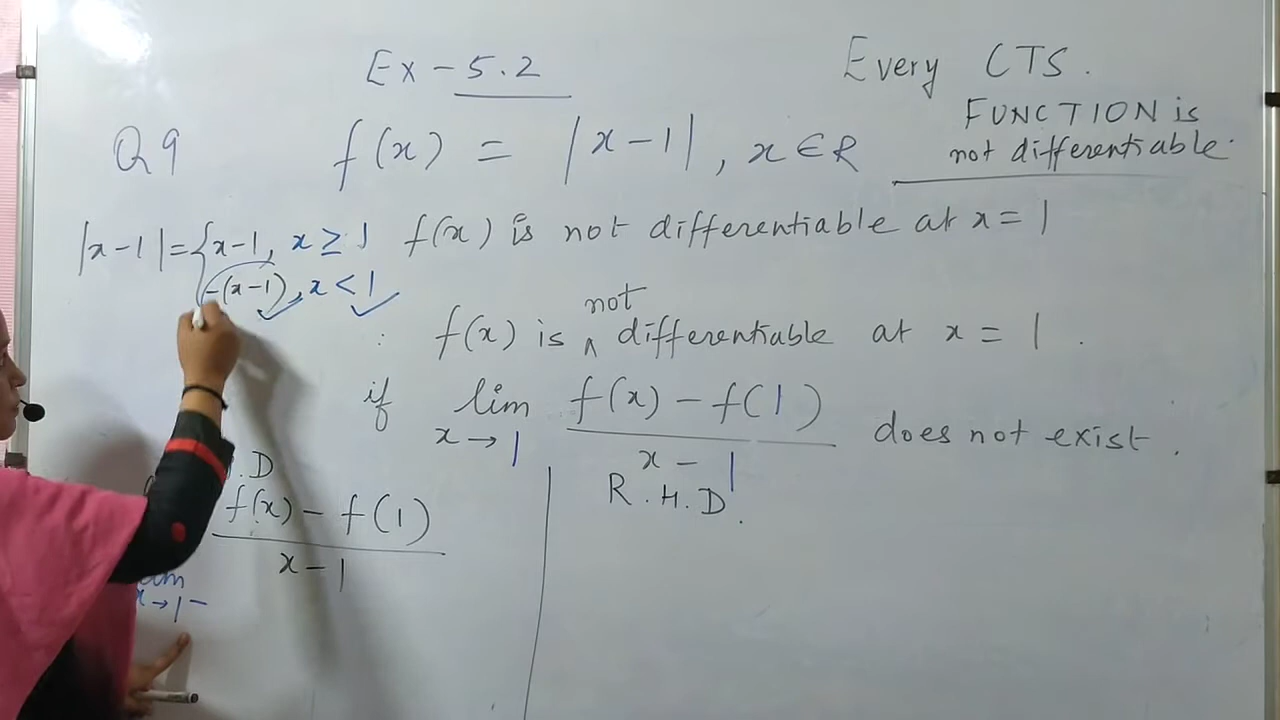 Ex - 5.2
Every CTS.
FUNCTION is
not differentiable.
Q9 f(x) = |x-1|, x ∈ R
|x-1| = { x-1, x ≥ 1
-(x-1), x < 1
f(x) is not differentiable at x = 1
not
f(x) is ∧ differentiable at x = 1 .
if lim x→1 f(x) - f(1) / x - 1 does not exist .
.D
f(x) - f(1)
x - 1
x → 1-
R.H.D.